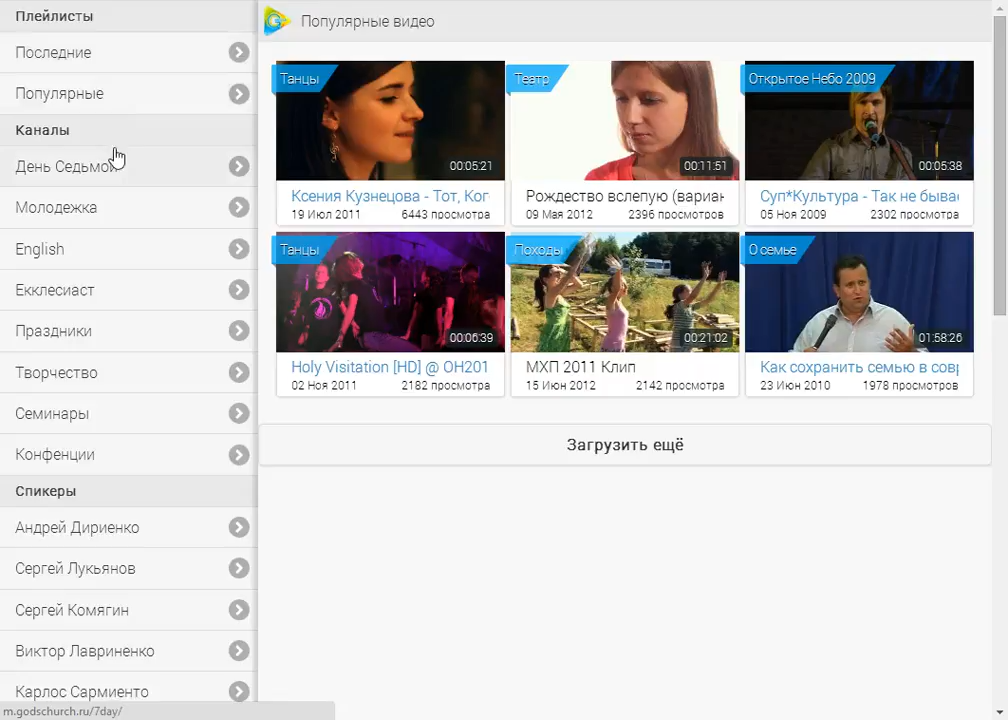 Плейлисты
Последние
Популярные
Каналы
День Седьмой
Молодежка
English
Екклесиаст
Праздники
Творчество
Семинары
Конфенции
Спикеры
Андрей Дириенко
Сергей Лукьянов
Сергей Комягин
Виктор Лавриненко
Карлос Сармиенто
m.godschurch.ru/7day/
Популярные видео
Танцы
00:05:21
Ксения Кузнецова - Тот, Ког
19 Июл 2011 6443 просмотра
Театр
00:11:51
Рождество вслепую (вариан
09 Мая 2012 2396 просмотров
Открытое Небо 2009
00:05:38
Суп*Культура - Так не бывае
05 Ноя 2009 2302 просмотра
Танцы
00:06:39
Holy Visitation [HD] @ OH201
02 Ноя 2011 2182 просмотра
Походы
00:21:02
МХП 2011 Клип
15 Июн 2012 2142 просмотра
О семье
01:58:26
Как сохранить семью в совр
23 Июн 2010 1978 просмотров
Загрузить ещё